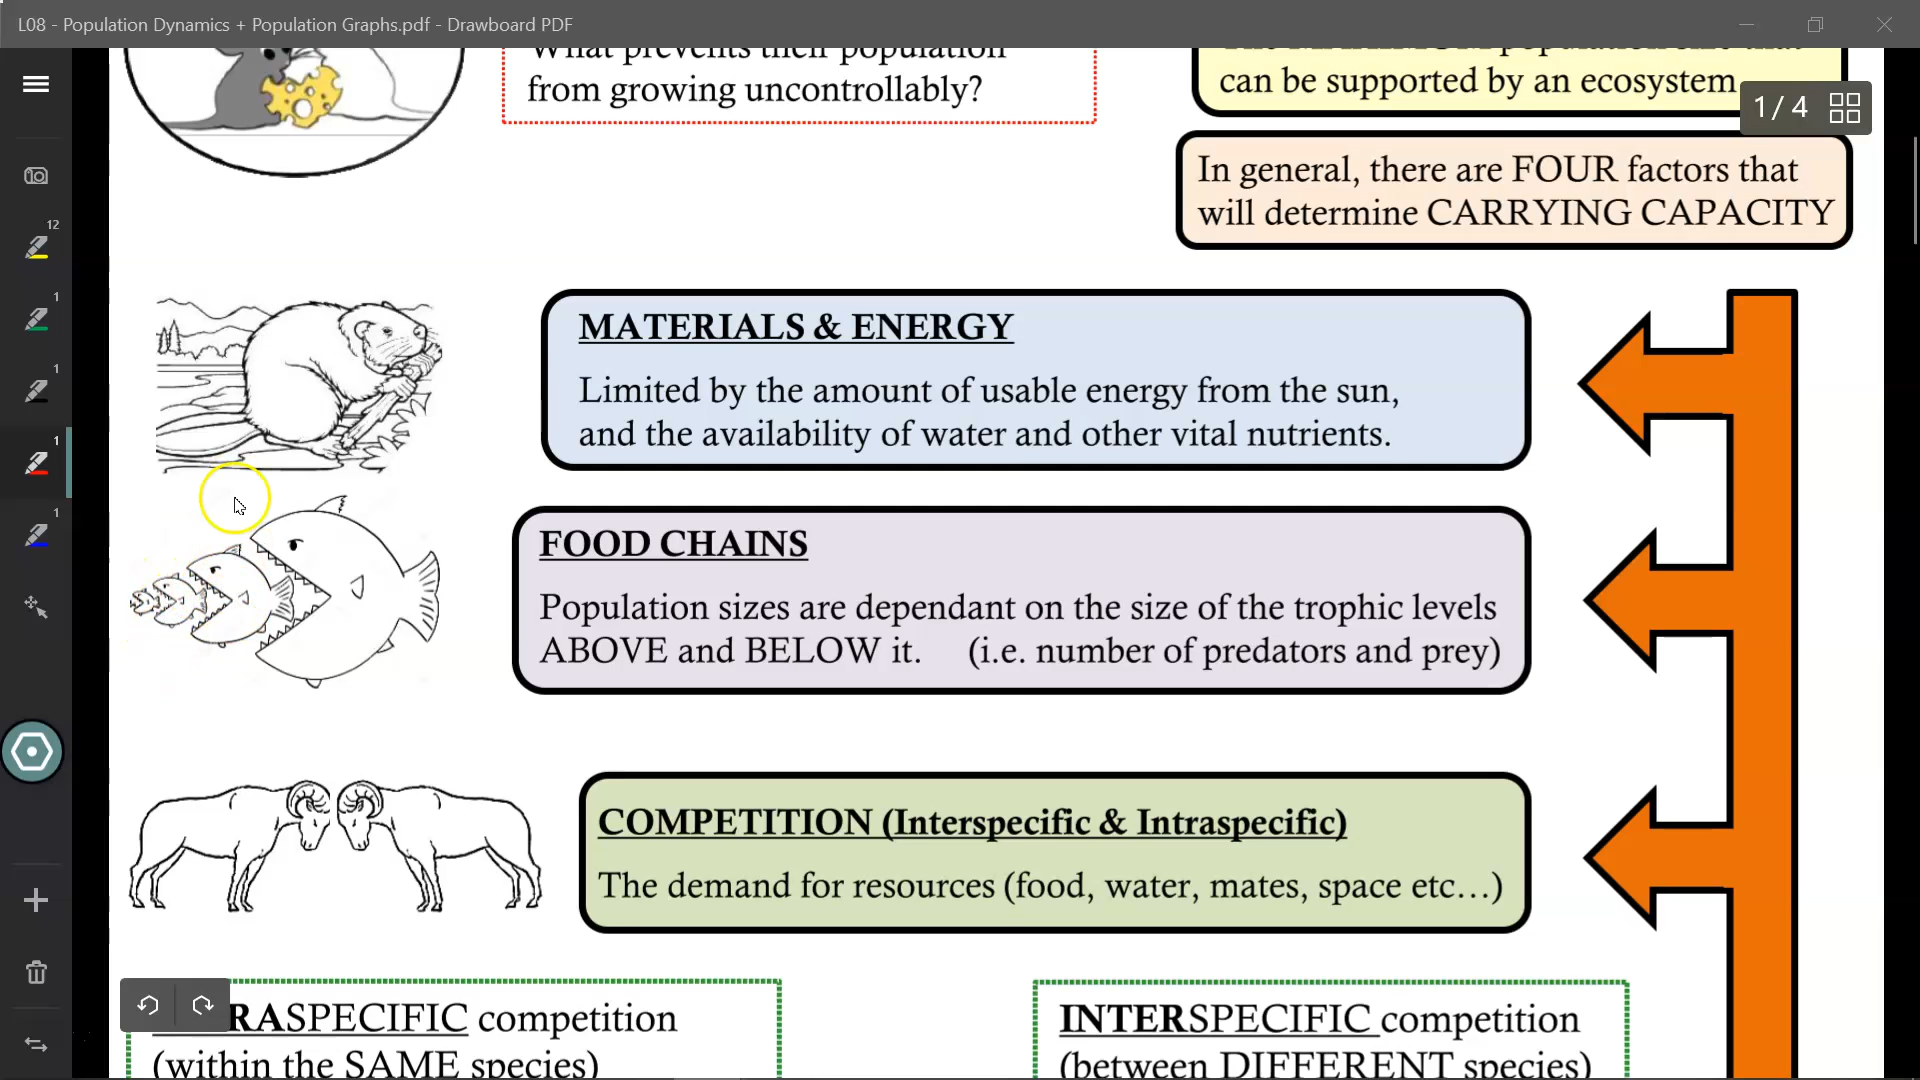 L08 - Population Dynamics + Population Graphs.pdf - Drawboard PDF
What prevents their population
from growing uncontrollably?
can be supported by an ecosystem
1 / 4
In general, there are FOUR factors that
will determine CARRYING CAPACITY
12
1
1
1
1
MATERIALS & ENERGY
Limited by the amount of usable energy from the sun,
and the availability of water and other vital nutrients.
FOOD CHAINS
Population sizes are dependant on the size of the trophic levels
ABOVE and BELOW it. (i.e. number of predators and prey)
COMPETITION (Interspecific & Intraspecific)
The demand for resources (food, water, mates, space etc…)
RASPECIFIC competition
(within the SAME species)
INTERSPECIFIC competition
(between DIFFERENT species)